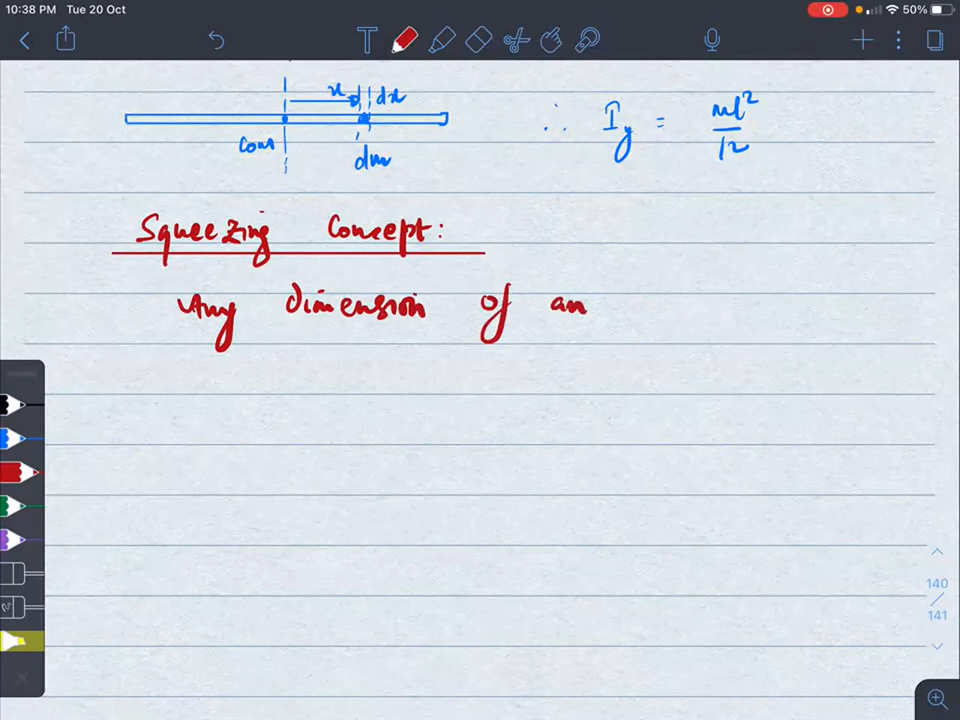 10:38 PM Tue 20 Oct
50%
T
x dx
com
dm
∴ Iy = ml²/12
Squeezing Concept:
Any dimension of an
140
/
141